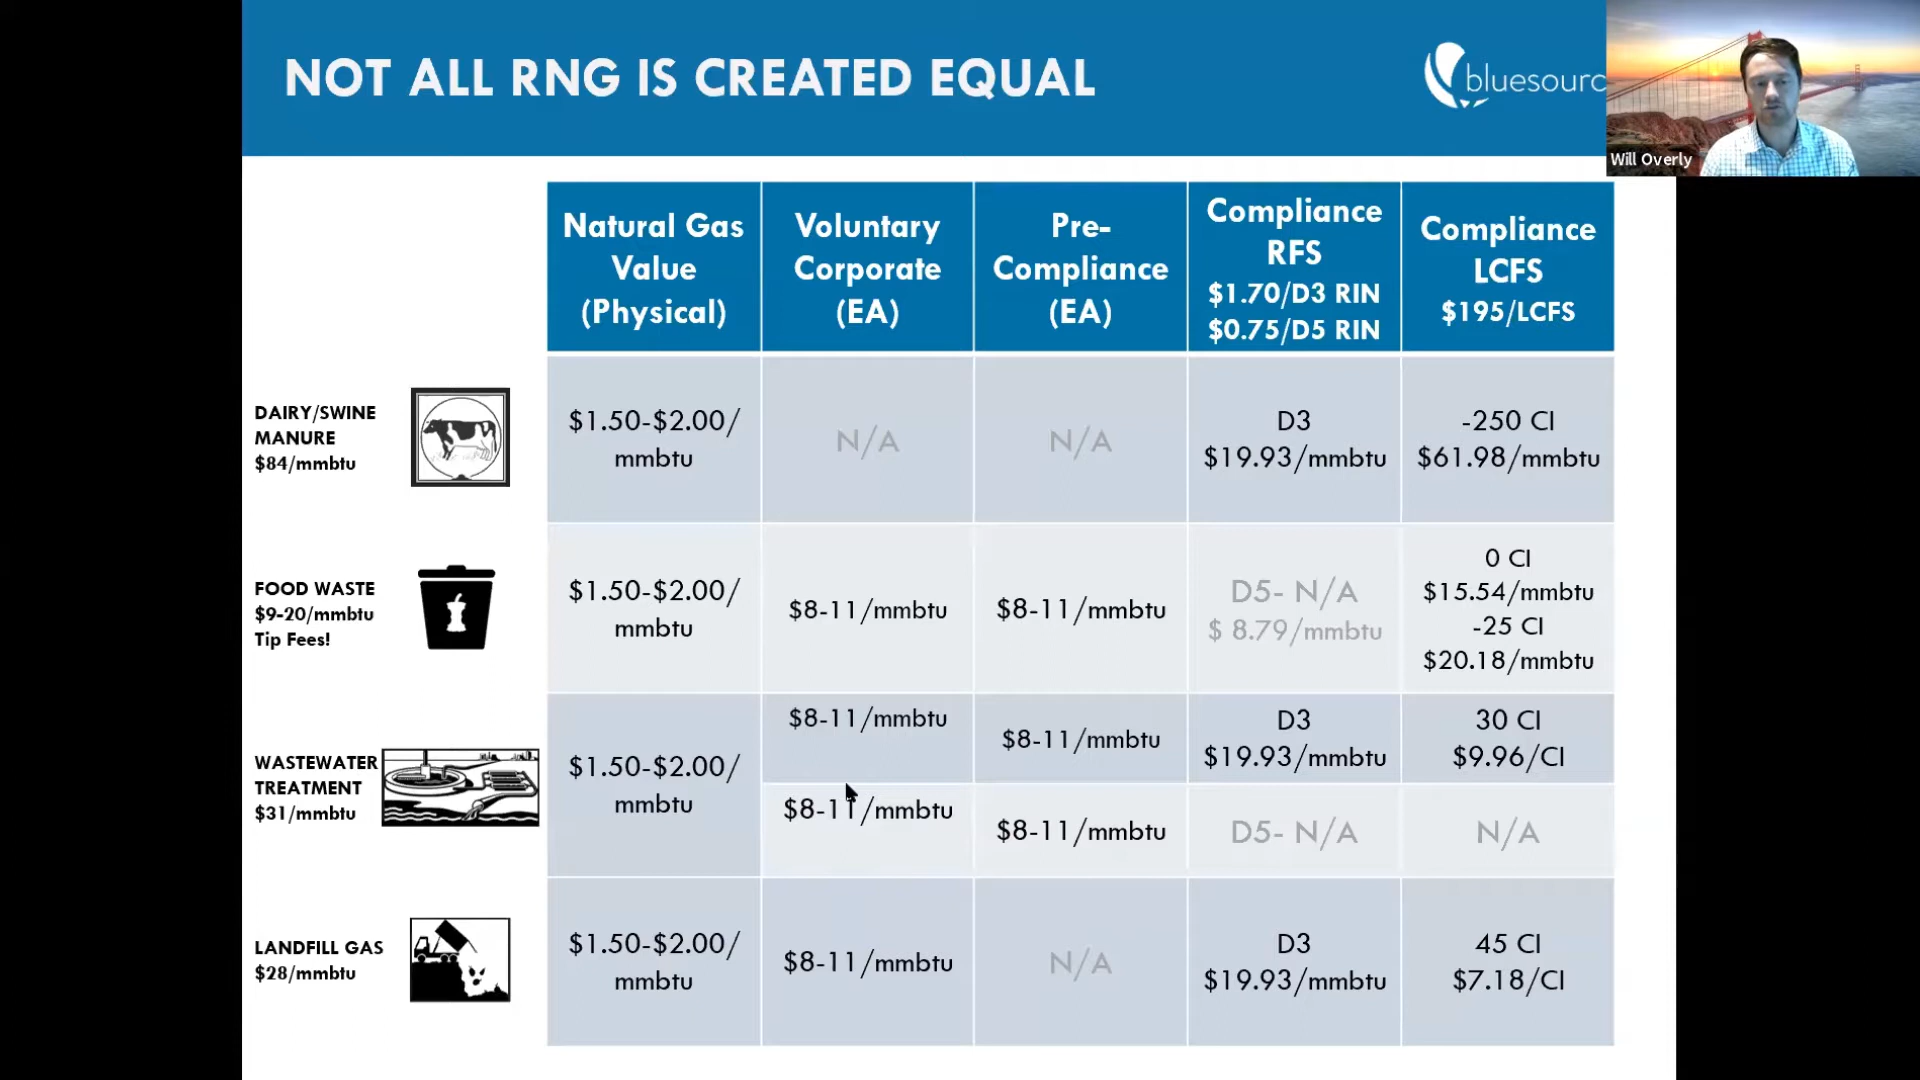 NOT ALL RNG IS CREATED EQUAL
bluesourc
Will Overly
Natural Gas
Value
(Physical)
Voluntary
Corporate
(EA)
Pre-
Compliance
(EA)
Compliance
RFS
$1.70/D3 RIN
$0.75/D5 RIN
Compliance
LCFS
$195/LCFS
DAIRY/SWINE
MANURE
$84/mmbtu
$1.50-$2.00/
mmbtu
N/A
N/A
D3
$19.93/mmbtu
-250 CI
$61.98/mmbtu
FOOD WASTE
$9-20/mmbtu
Tip Fees!
$1.50-$2.00/
mmbtu
$8-11/mmbtu
$8-11/mmbtu
D5- N/A
$ 8.79/mmbtu
0 CI
$15.54/mmbtu
-25 CI
$20.18/mmbtu
WASTEWATER
TREATMENT
$31/mmbtu
$1.50-$2.00/
mmbtu
$8-11/mmbtu
$8-11/mmbtu
D3
$19.93/mmbtu
30 CI
$9.96/CI
$8-11/mmbtu
$8-11/mmbtu
D5- N/A
N/A
LANDFILL GAS
$28/mmbtu
$1.50-$2.00/
mmbtu
$8-11/mmbtu
N/A
D3
$19.93/mmbtu
45 CI
$7.18/CI